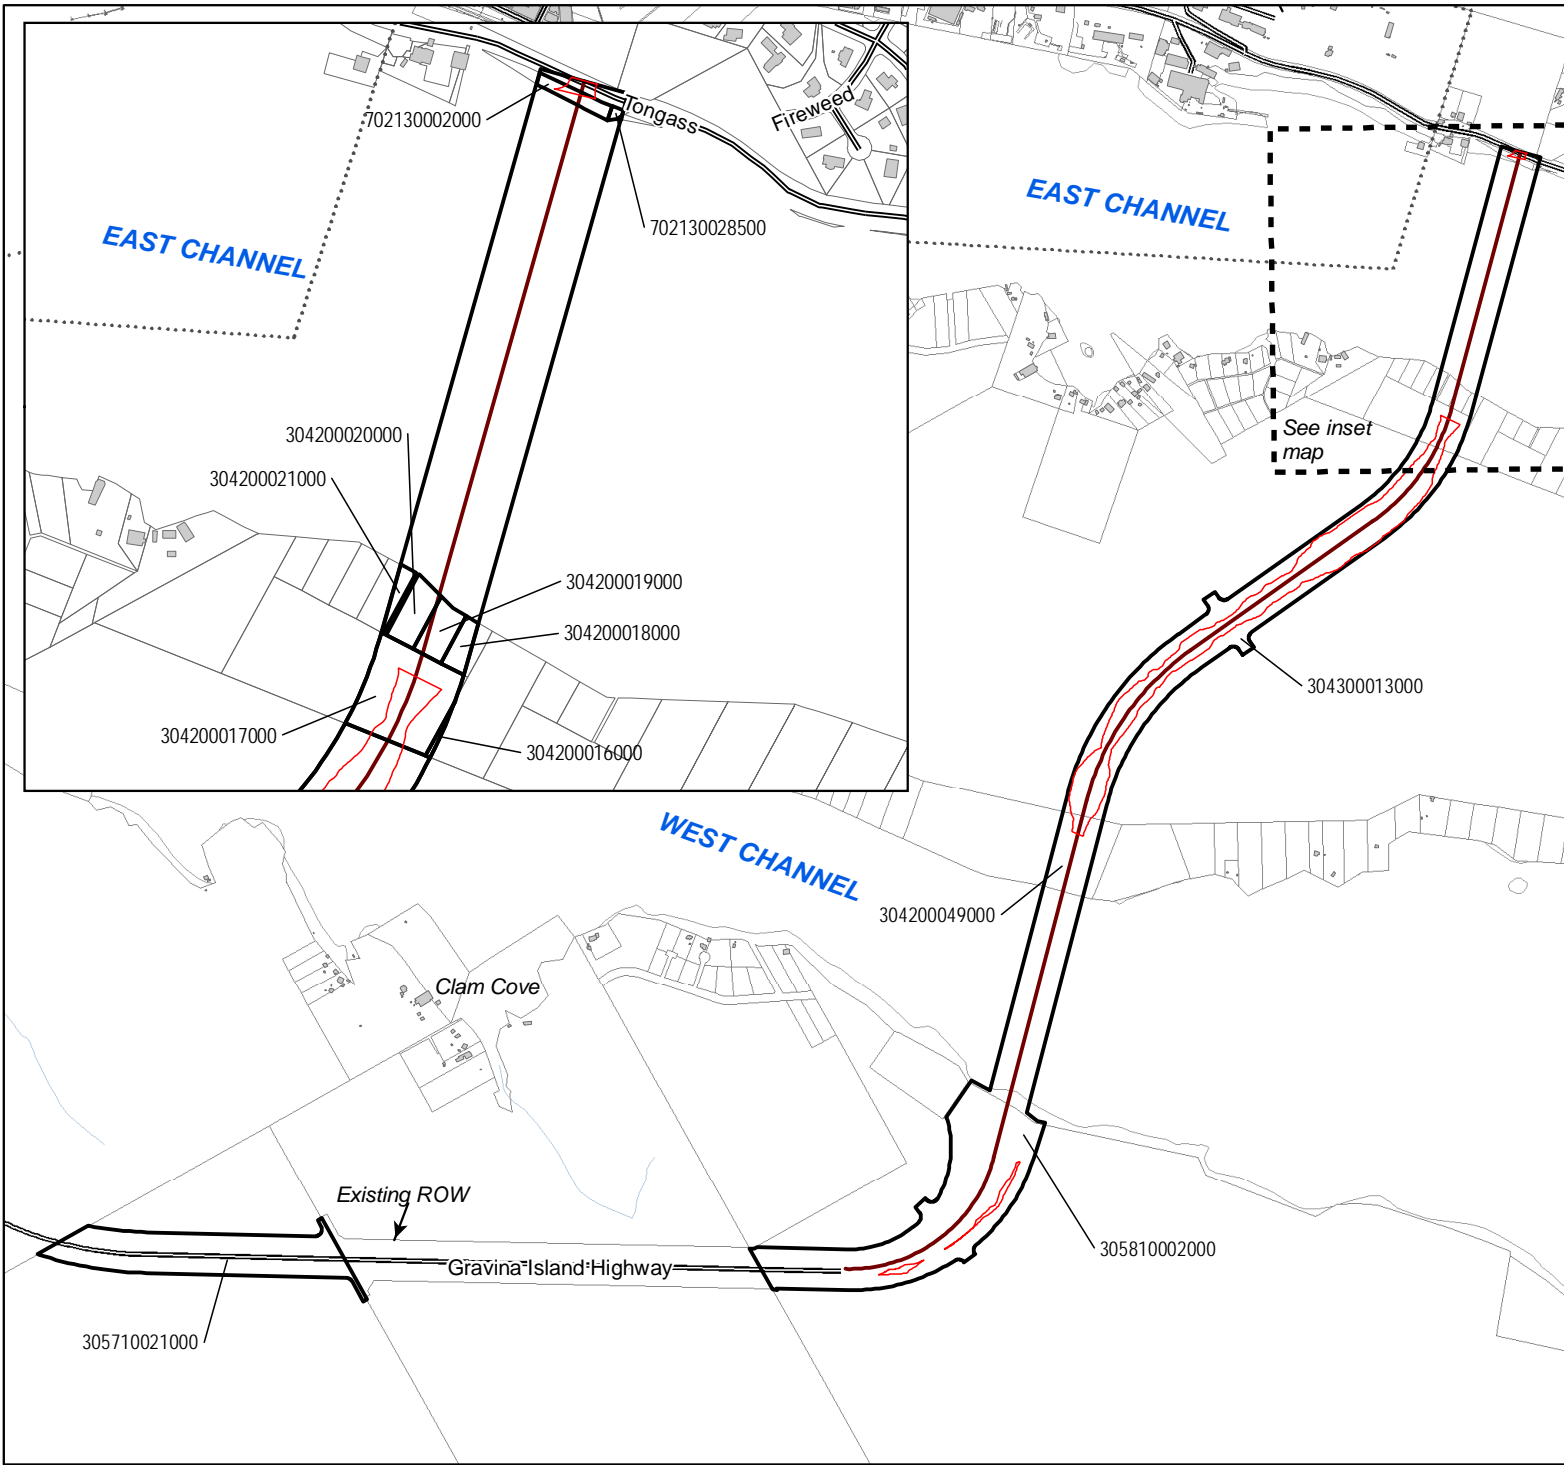 702130002000
Tongass
Fireweed
702130028500
EAST CHANNEL
304200020000
304200021000
304200019000
304200018000
304200017000
304200016000
EAST CHANNEL
See inset
map
304300013000
WEST CHANNEL
304200049000
Clam Cove
Existing ROW
Gravina Island Highway
305810002000
305710021000